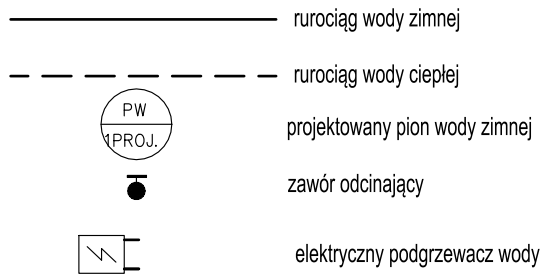 rurociąg wody zimnej
rurociąg wody ciepłej
PW
1PROJ.
projektowany pion wody zimnej
zawór odcinający
elektryczny podgrzewacz wody